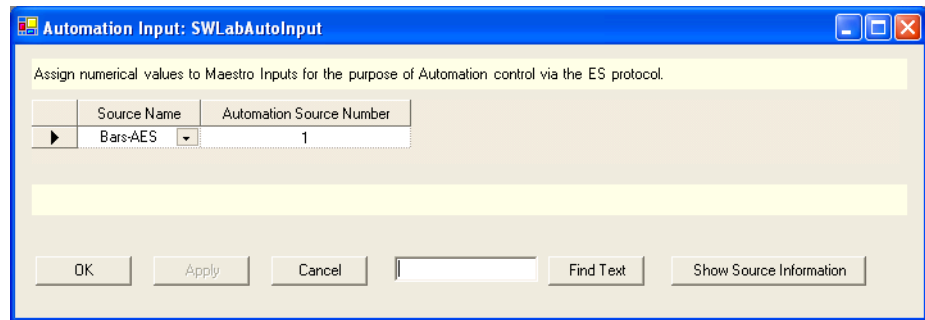 Automation Input: SWLabAutoInput
Assign numerical values to Maestro Inputs for the purpose of Automation control via the ES protocol.
Source Name Automation Source Number
Bars-AES 1
OK Apply Cancel Find Text Show Source Information